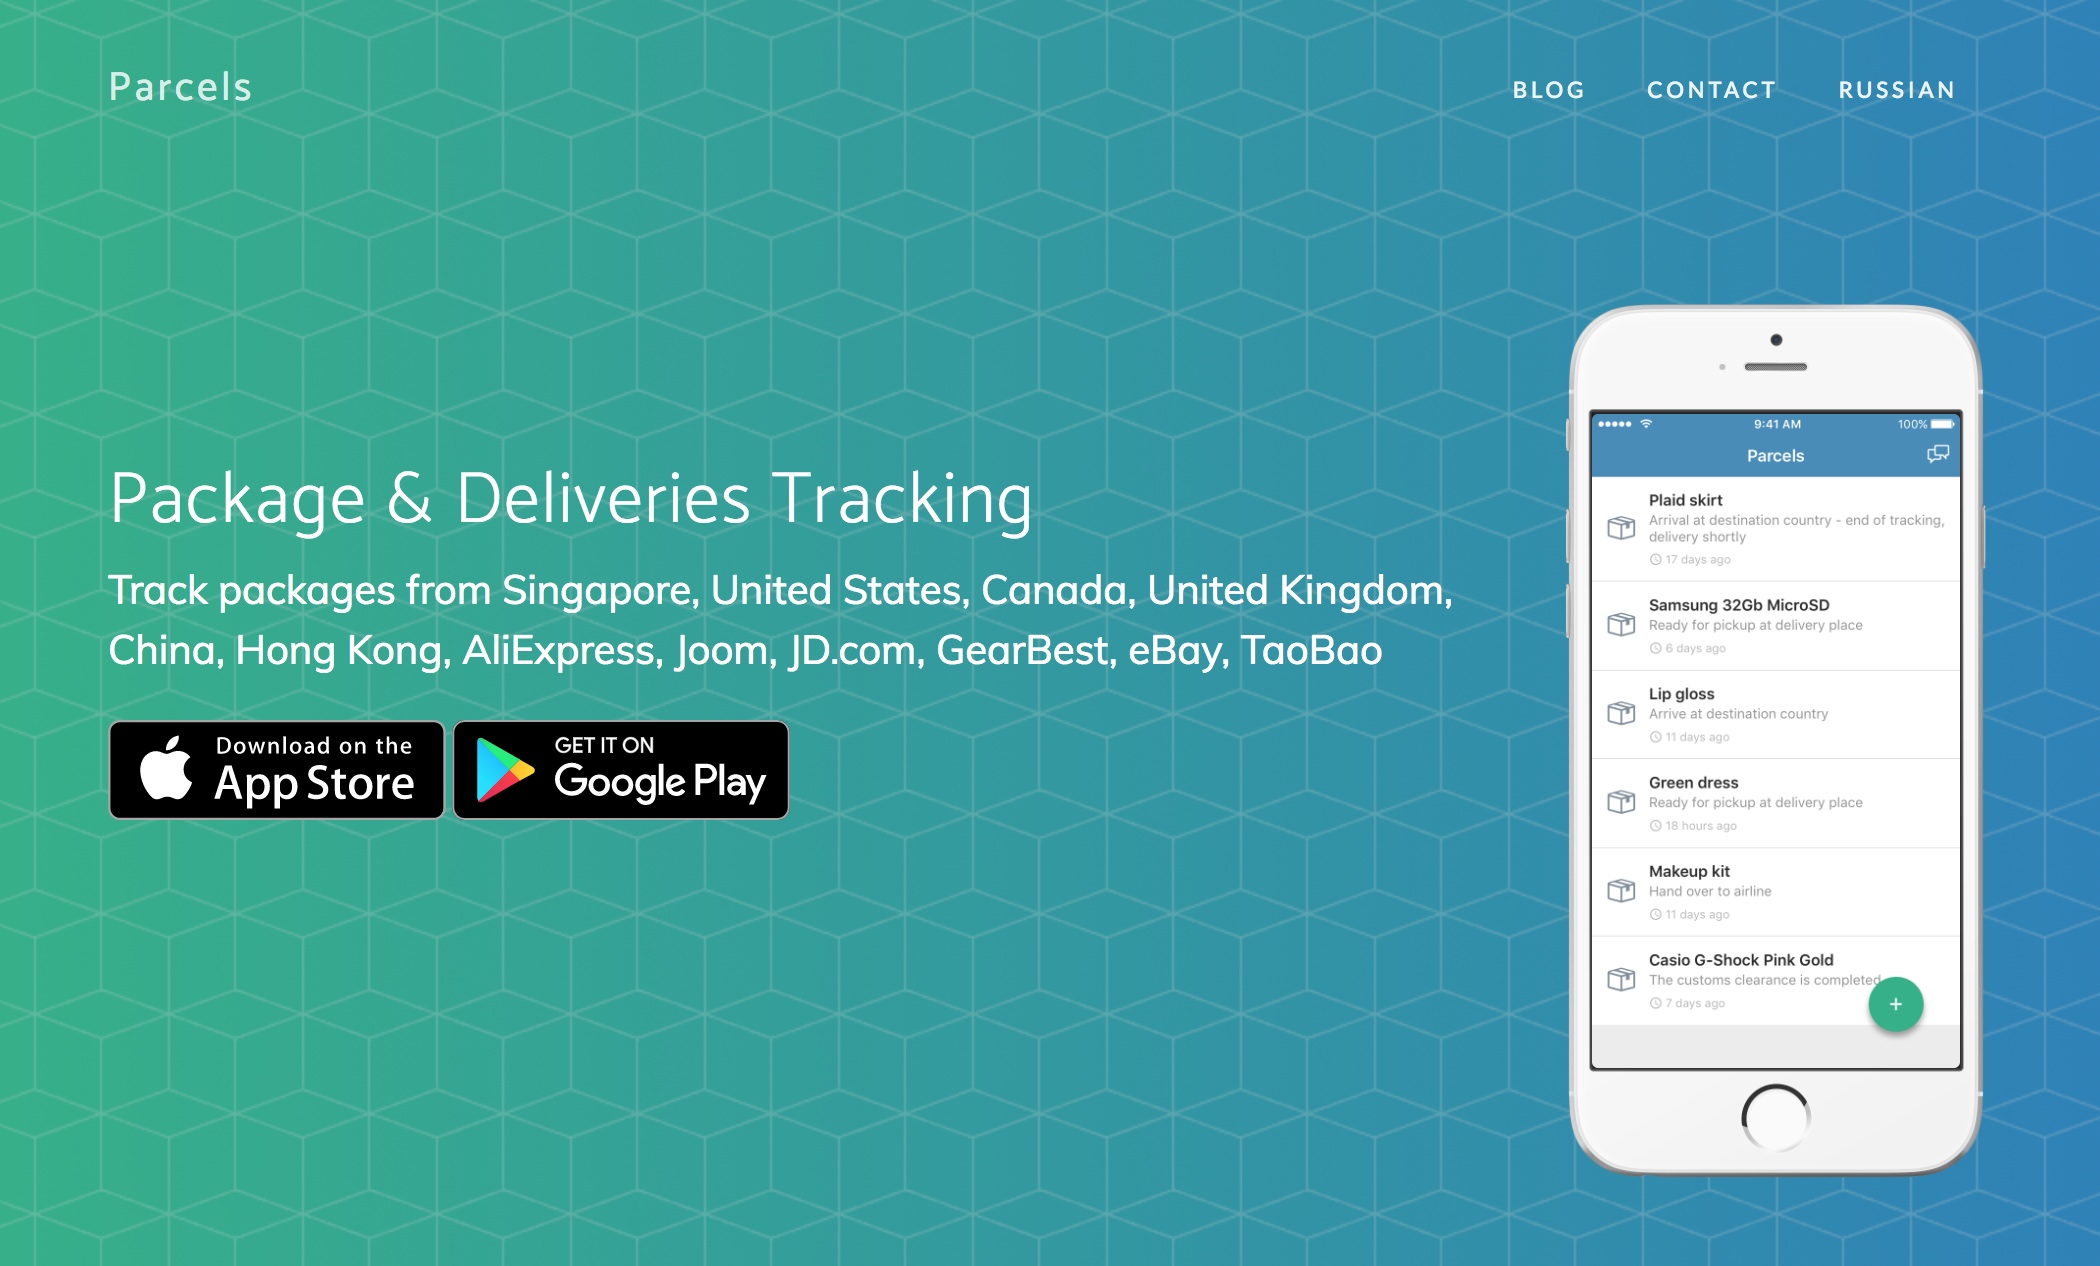 Parcels
BLOG
CONTACT
RUSSIAN
Package & Deliveries Tracking
Track packages from Singapore, United States, Canada, United Kingdom,
China, Hong Kong, AliExpress, Joom, JD.com, GearBest, eBay, TaoBao
Download on the
App Store
GET IT ON
Google Play
9:41 AM
100%
Parcels
Plaid skirt
Arrival at destination country - end of tracking,
delivery shortly
17 days ago
Samsung 32Gb MicroSD
Ready for pickup at delivery place
6 days ago
Lip gloss
Arrive at destination country
11 days ago
Green dress
Ready for pickup at delivery place
18 hours ago
Makeup kit
Hand over to airline
11 days ago
Casio G-Shock Pink Gold
The customs clearance is completed
7 days ago
+